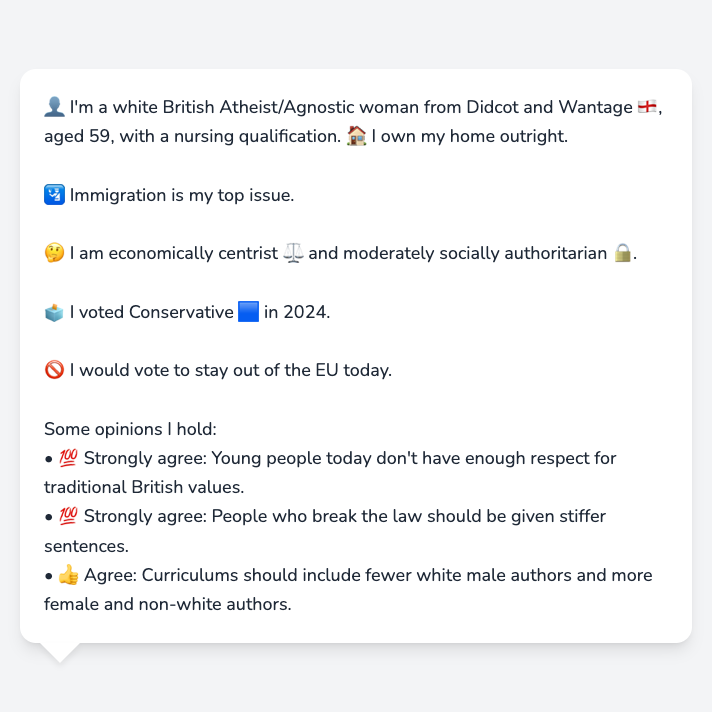 👤 I'm a white British Atheist/Agnostic woman from Didcot and Wantage 🏴󠁧󠁢󠁥󠁮󠁧󠁿,
aged 59, with a nursing qualification. 🏠 I own my home outright.
🛂 Immigration is my top issue.
🤔 I am economically centrist ⚖️ and moderately socially authoritarian 🔒.
🗳️ I voted Conservative 🟦 in 2024.
🚫 I would vote to stay out of the EU today.
Some opinions I hold:
• 💯 Strongly agree: Young people today don't have enough respect for
traditional British values.
• 💯 Strongly agree: People who break the law should be given stiffer
sentences.
• 👍 Agree: Curriculums should include fewer white male authors and more
female and non-white authors.